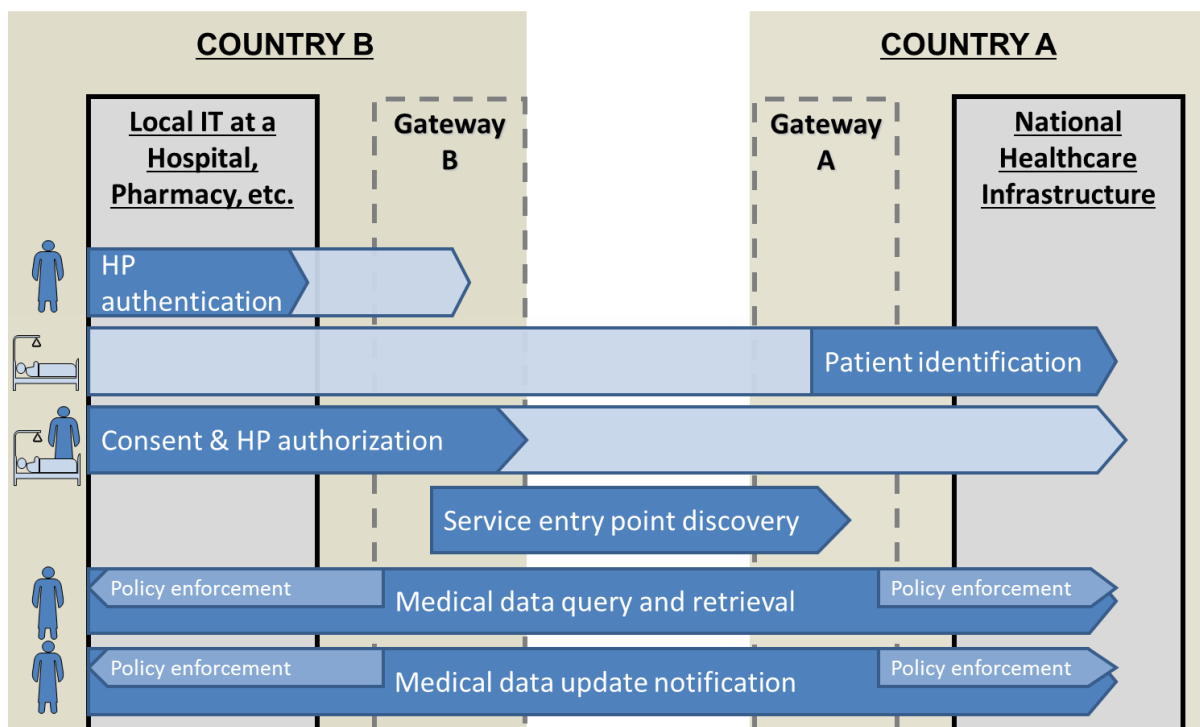 COUNTRY B
COUNTRY A
Local IT at a
Hospital,
Pharmacy, etc.
Gateway
B
Gateway
A
National
Healthcare
Infrastructure
HP
authentication
Patient identification
Consent & HP authorization
Service entry point discovery
Policy enforcement
Medical data query and retrieval
Policy enforcement
Policy enforcement
Medical data update notification
Policy enforcement